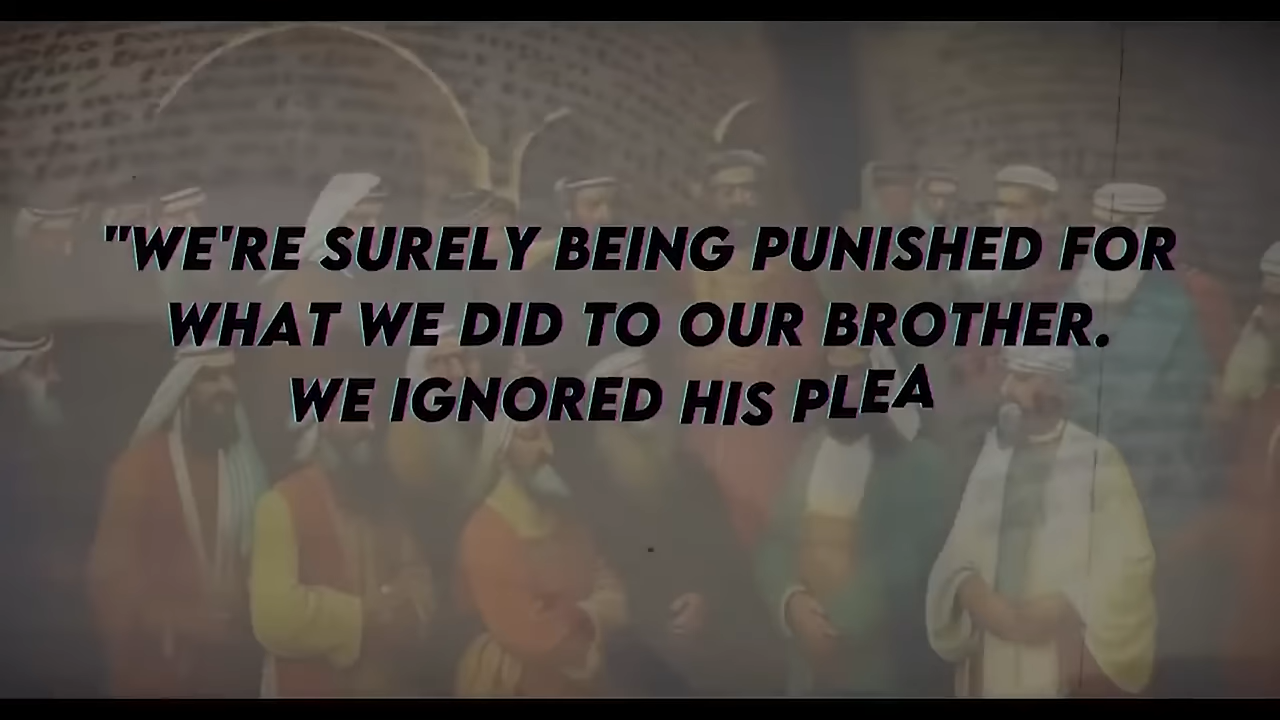 "WE'RE SURELY BEING PUNISHED FOR
WHAT WE DID TO OUR BROTHER.
WE IGNORED HIS PLEA